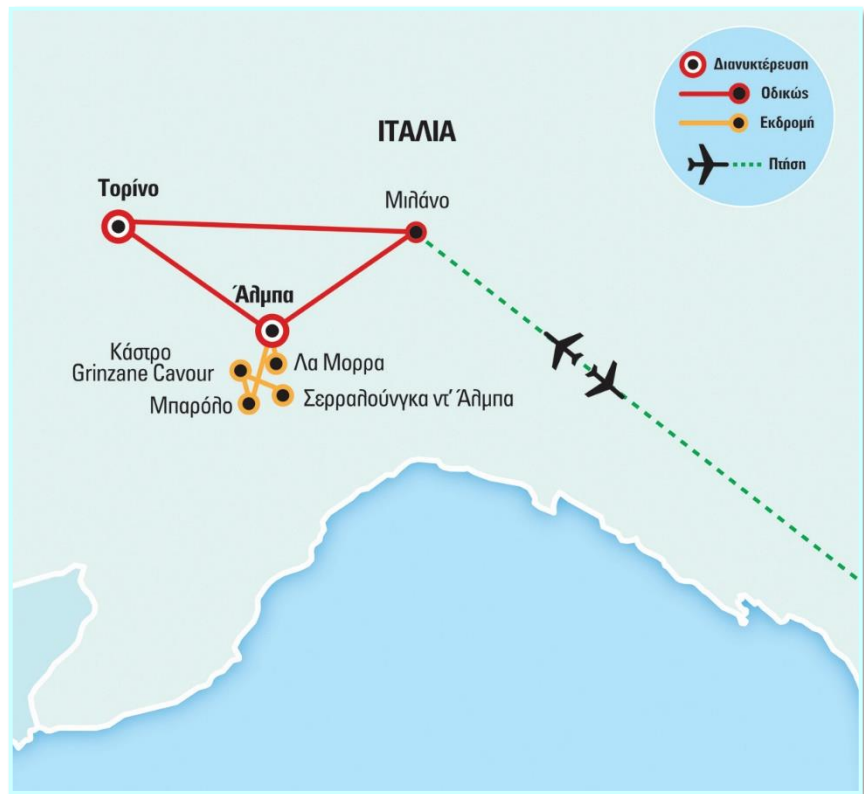 Διανυκτέρευση
Οδικώς
Εκδρομή
Πτήση
ΙΤΑΛΙΑ
Τορίνο
Μιλάνο
Άλμπα
Κάστρο
Grinzane Cavour
Λα Μορρα
Μπαρόλο
Σερραλούνγκα ντ’ Άλμπα